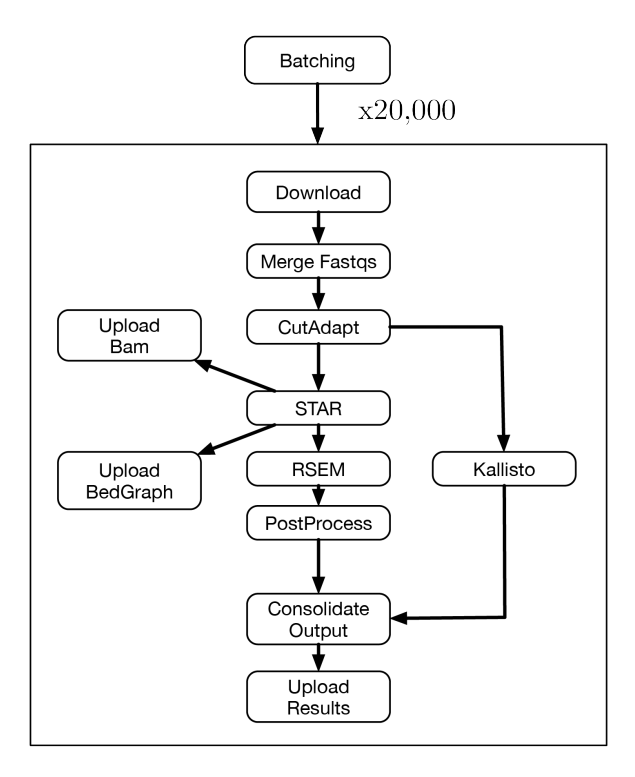 Batching
x20,000
Download
Merge Fastqs
CutAdapt
Upload
Bam
STAR
Upload
BedGraph
RSEM
Kallisto
PostProcess
Consolidate
Output
Upload
Results